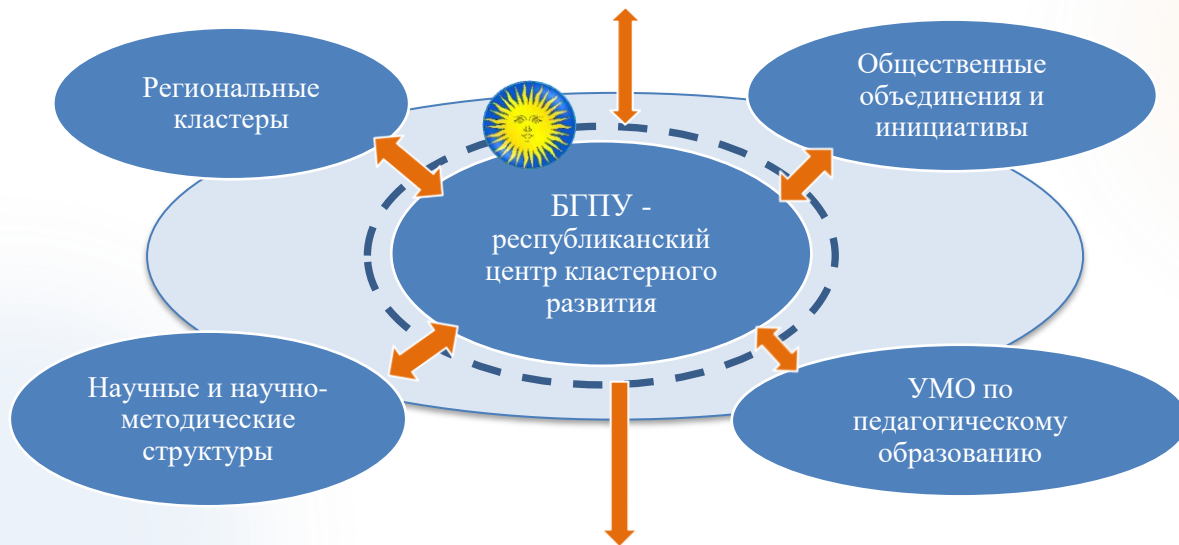 Региональные
кластеры
Общественные
объединения и
инициативы
БГПУ -
республиканский
центр кластерного
развития
Научные и научно-
методические
структуры
УМО по
педагогическому
образованию